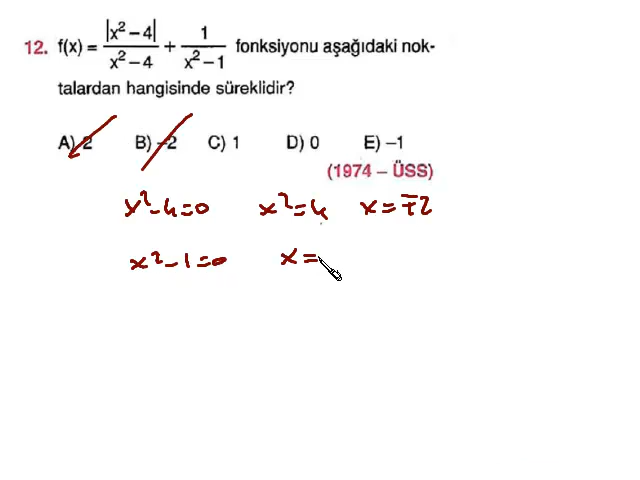 12. f(x) = |x² – 4| / x² – 4 + 1 / x² – 1 fonksiyonu aşağıdaki nok-
talardan hangisinde süreklidir?
A) 2 B) –2 C) 1 D) 0 E) –1
(1974 – ÜSS)
x² – 4 = 0 x² = 4 x = ∓2
x² – 1 = 0 x =